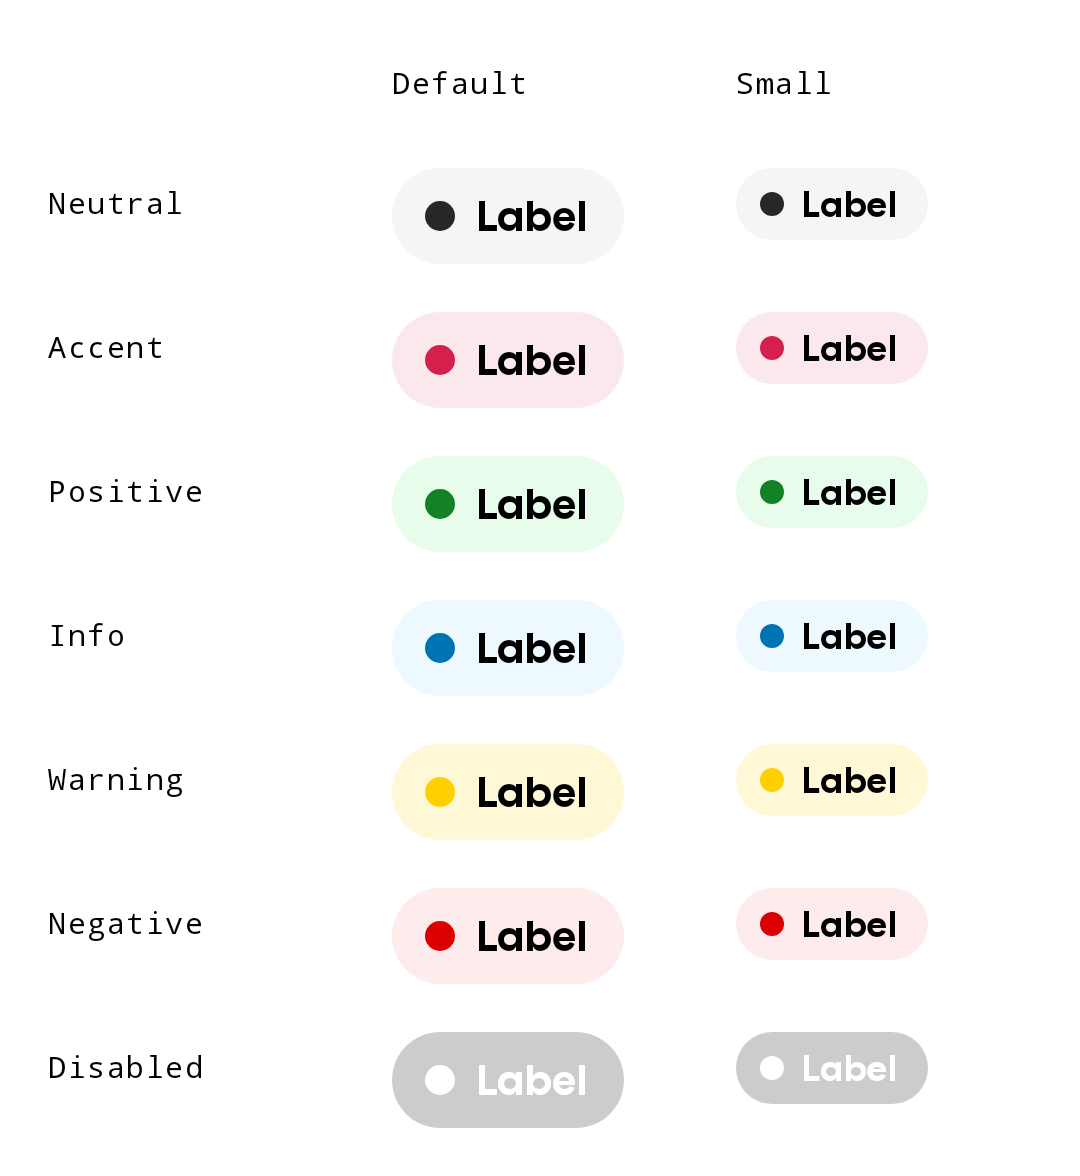 Default Small
Neutral Label Label
Accent Label Label
Positive Label Label
Info Label Label
Warning Label Label
Negative Label Label
Disabled Label Label